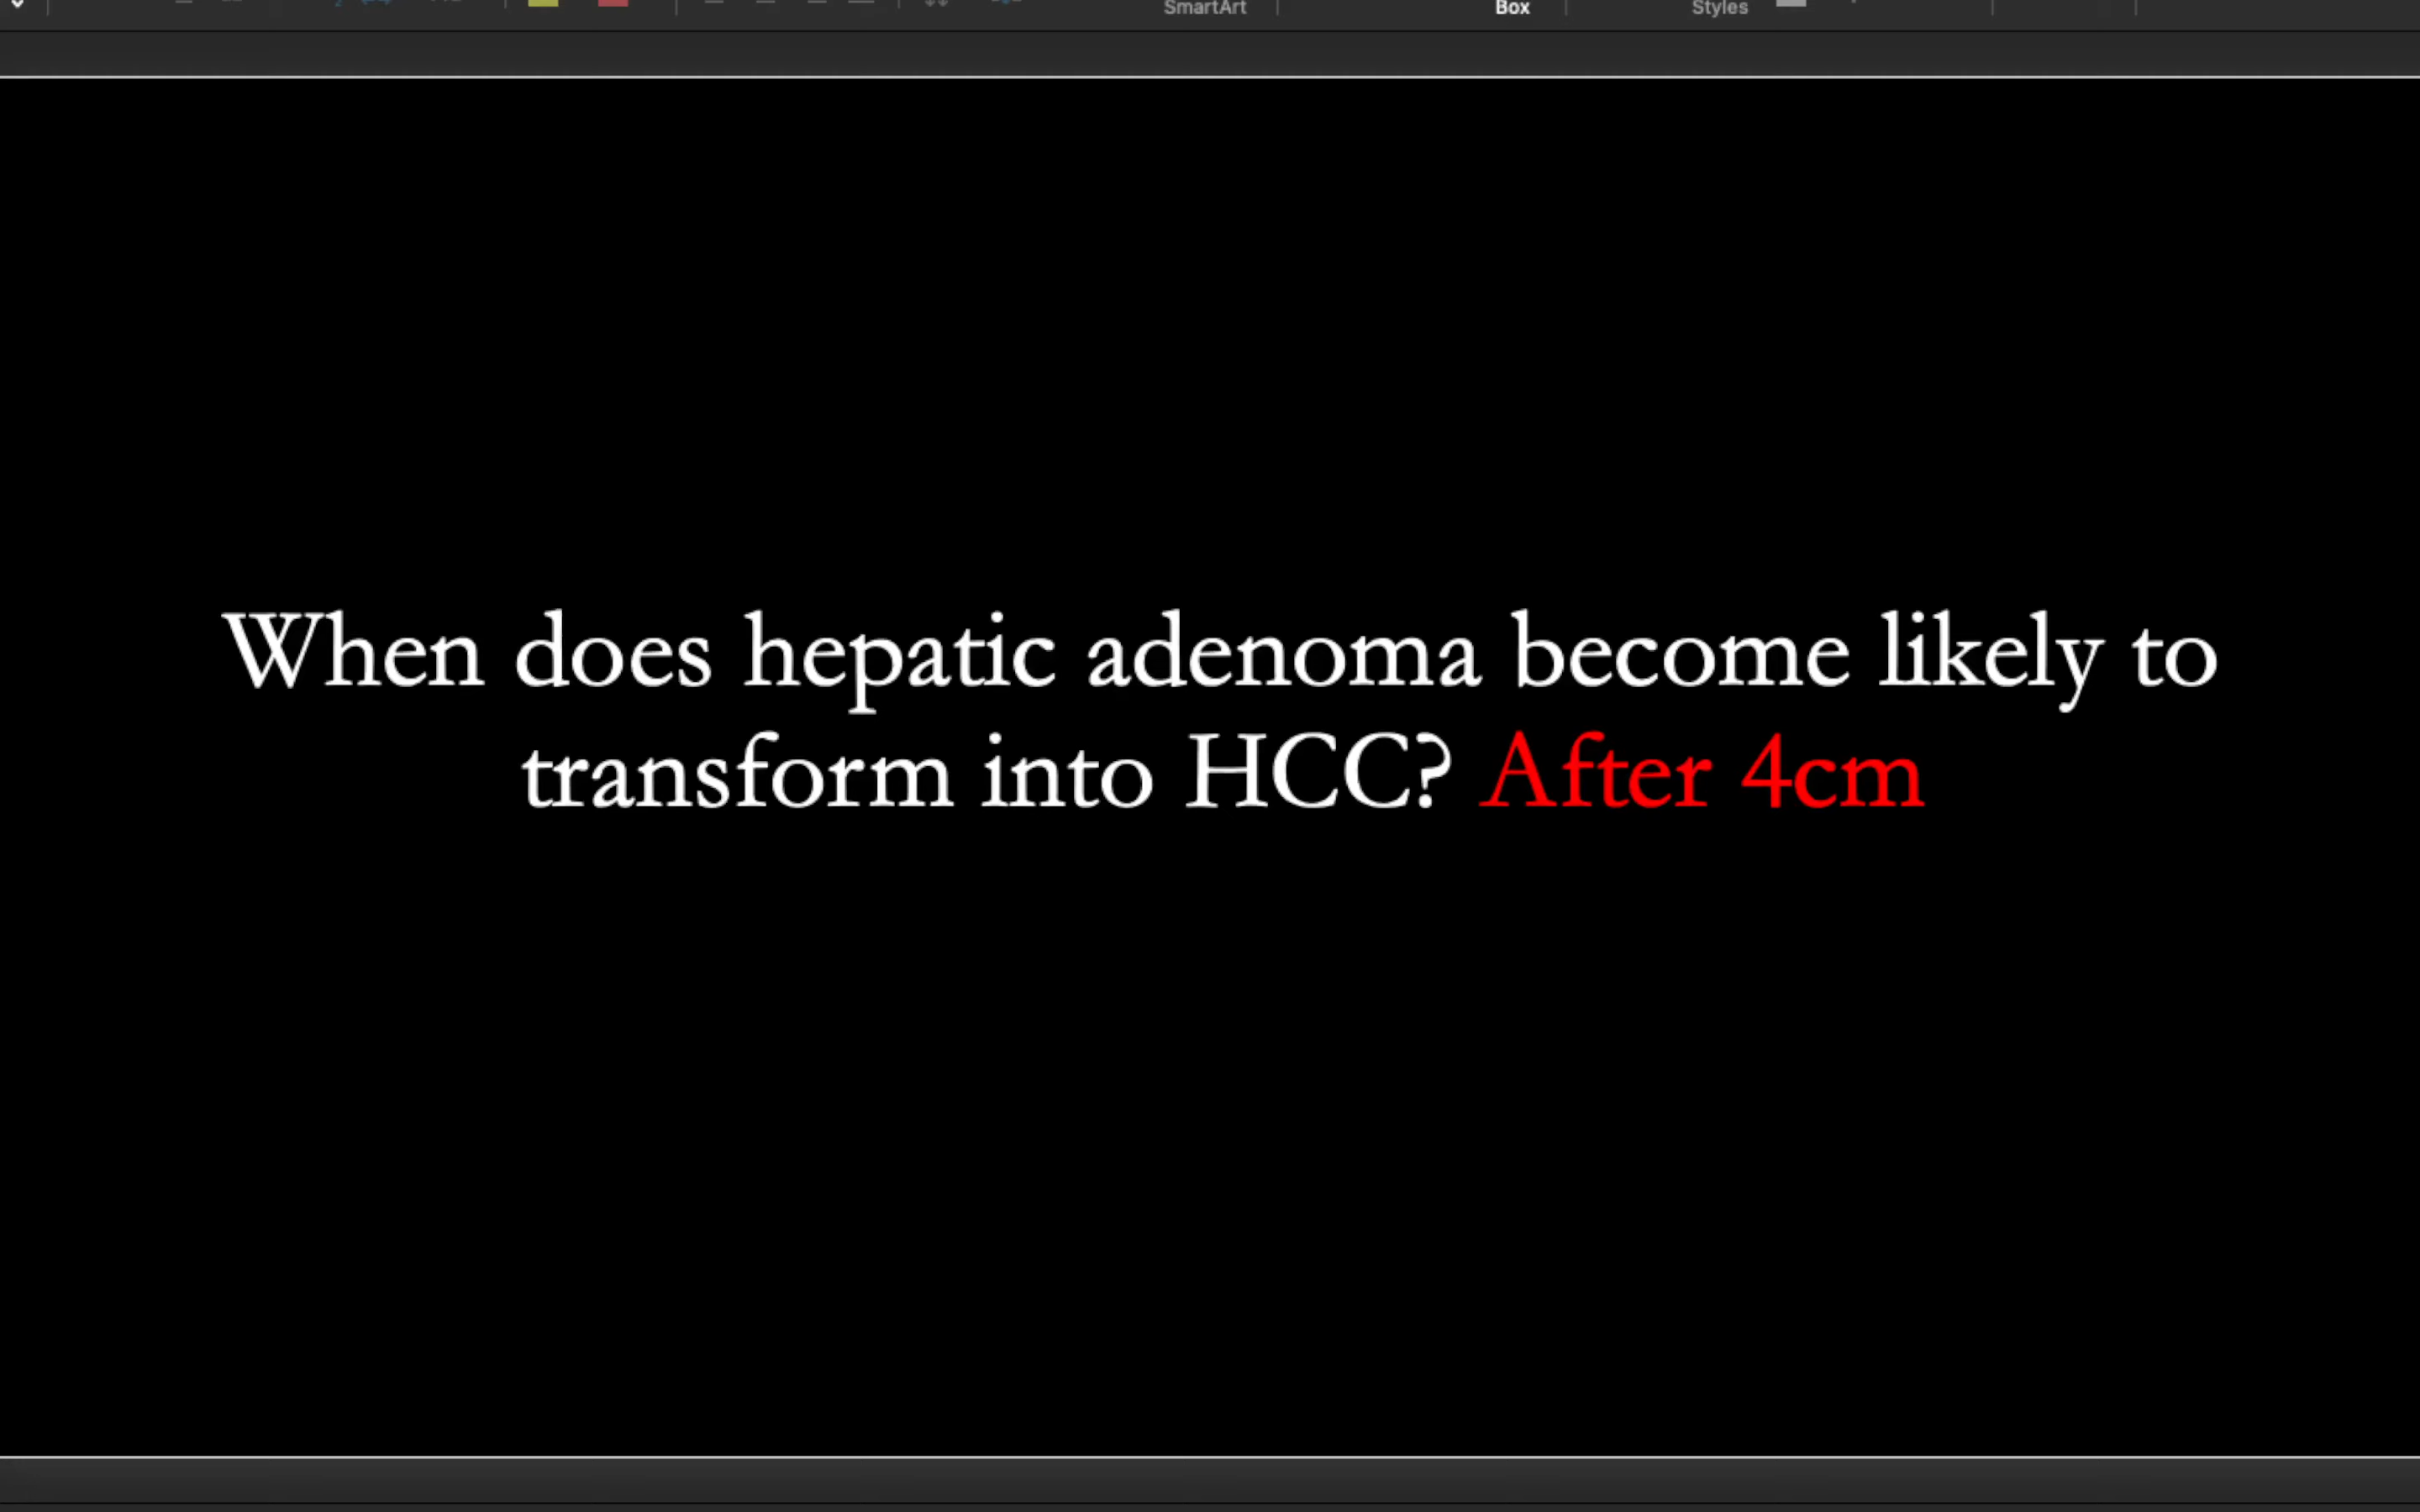 SmartArt
Box
Styles
When does hepatic adenoma become likely to
transform into HCC? After 4cm